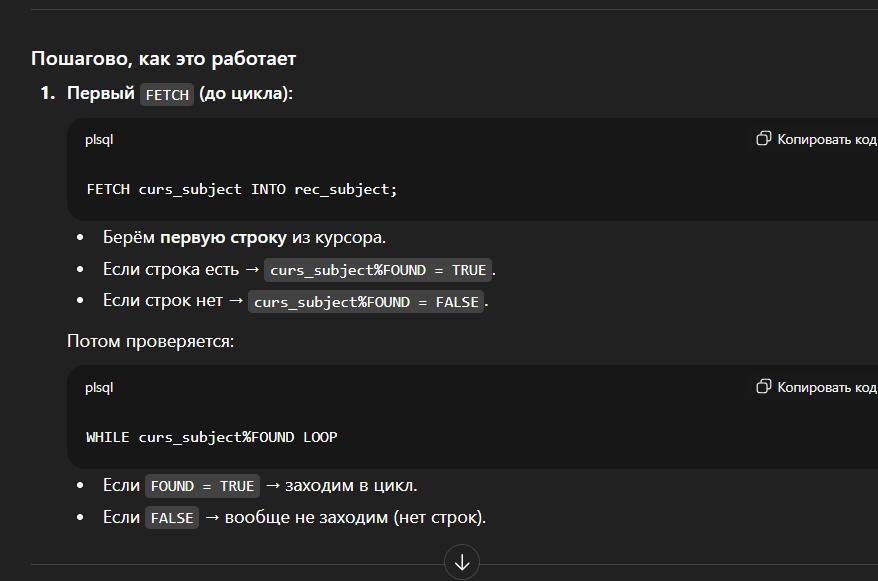 Пошагово, как это работает
1. Первый FETCH (до цикла):
plsql Копировать код
FETCH curs_subject INTO rec_subject;
• Берём первую строку из курсора.
• Если строка есть → curs_subject%FOUND = TRUE.
• Если строк нет → curs_subject%FOUND = FALSE.
Потом проверяется:
plsql Копировать код
WHILE curs_subject%FOUND LOOP
• Если FOUND = TRUE → заходим в цикл.
• Если FALSE → вообще не заходим (нет строк).